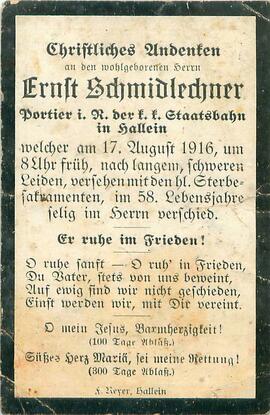 Christliches Andenken
an den wohlgeborenen Herrn
Ernst Schmidlechner
Portier i. R. der k. k. Staatsbahn
in Hallein
welcher am 17. August 1916, um
8 Uhr früh, nach langem, schweren
Leiden, versehen mit den hl. Sterbe-
sakramenten, im 58. Lebensjahre
selig im Herrn verschied.
Er ruhe im Frieden!
O ruhe sanft — O ruh' in Frieden,
Du Vater, stets von uns beweint,
Auf ewig sind wir nicht geschieden,
Einst werden wir, mit Dir vereint.
O mein Jesus, Barmherzigkeit!
(100 Tage Ablaß.)
Süßes Herz Mariä, sei meine Rettung!
(300 Tage Ablaß.)
F. Reyer, Hallein